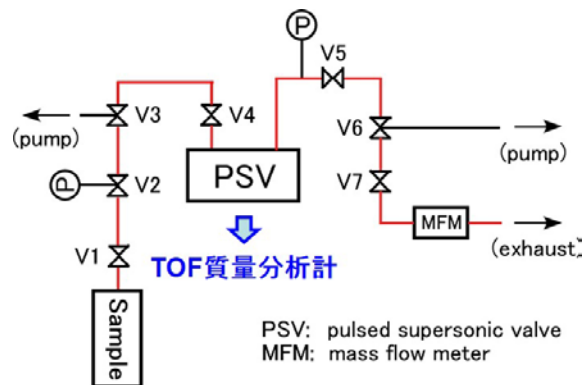 P
V5
V3
V4
(pump)
V6
(pump)
P
V2
PSV
V7
V1
MFM
(exhaust)
TOF質量分析計
Sample
PSV: pulsed supersonic valve
MFM: mass flow meter